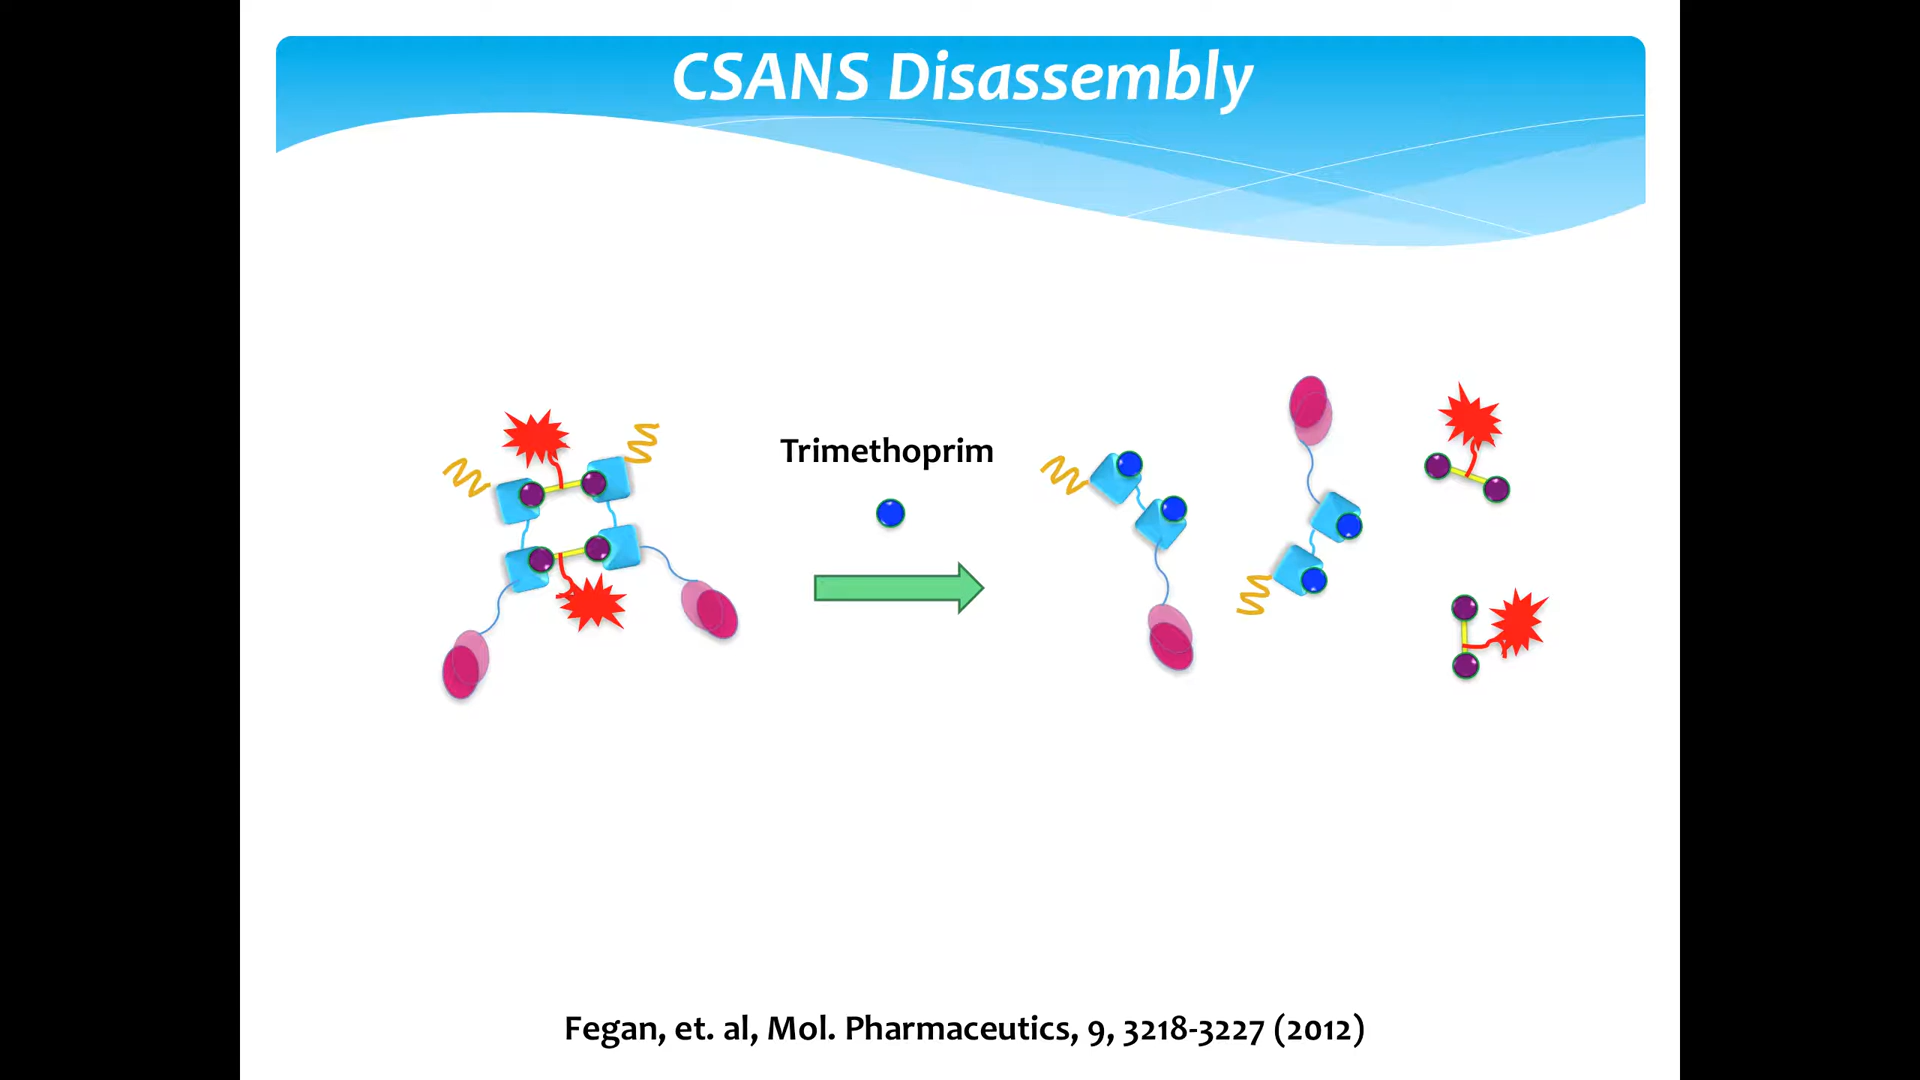 CSANS Disassembly
Trimethoprim
Fegan, et. al, Mol. Pharmaceutics, 9, 3218-3227 (2012)